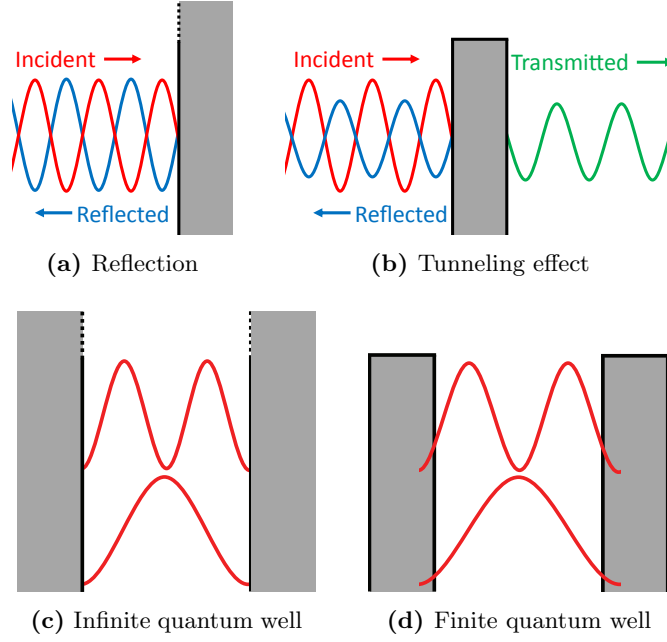 Incident
Reflected
(a) Reflection
Incident
Transmitted
Reflected
(b) Tunneling effect
(c) Infinite quantum well
(d) Finite quantum well